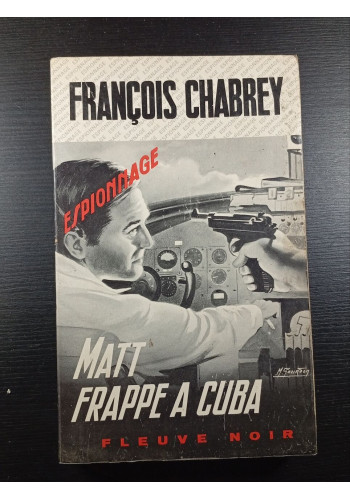 FRANÇOIS CHABREY
ESPIONNAGE
MATT
FRAPPE A CUBA
FLEUVE NOIR